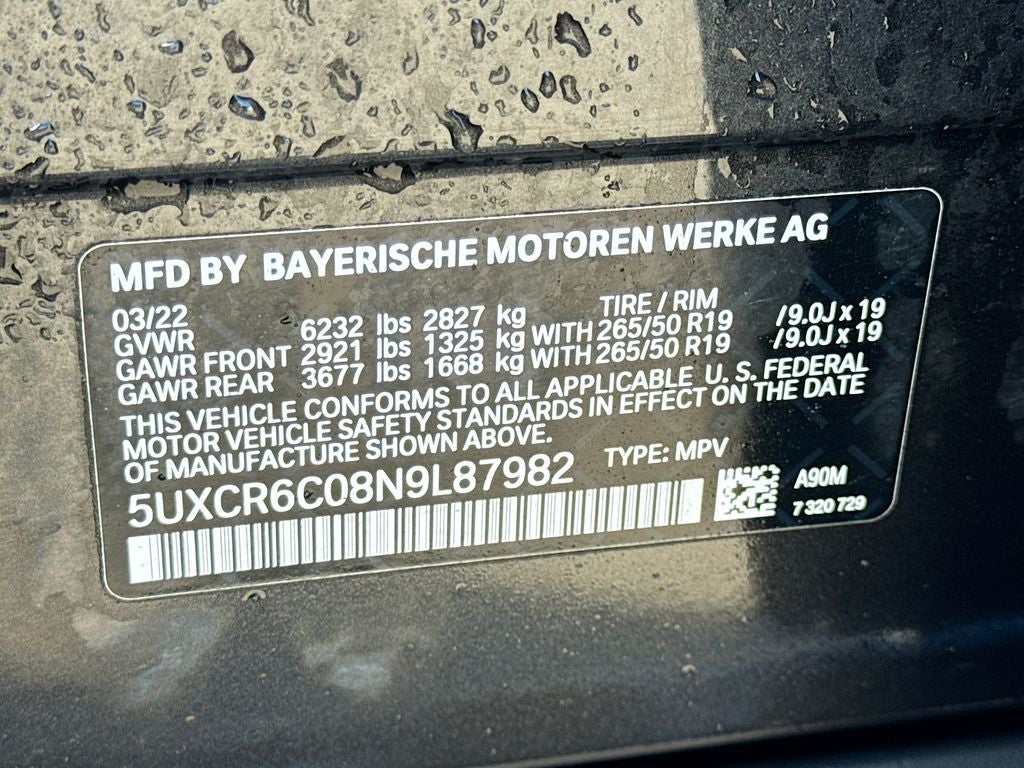 MFD BY BAYERISCHE MOTOREN WERKE AG
03/22 TIRE / RIM
GVWR 6232 lbs 2827 kg
GAWR FRONT 2921 lbs 1325 kg WITH 265/50 R19 /9.0J x 19
GAWR REAR 3677 lbs 1668 kg WITH 265/50 R19 /9.0J x 19
THIS VEHICLE CONFORMS TO ALL APPLICABLE U. S. FEDERAL
MOTOR VEHICLE SAFETY STANDARDS IN EFFECT ON THE DATE
OF MANUFACTURE SHOWN ABOVE.
5UXCR6C08N9L87982 TYPE: MPV
A90M
7 320 729